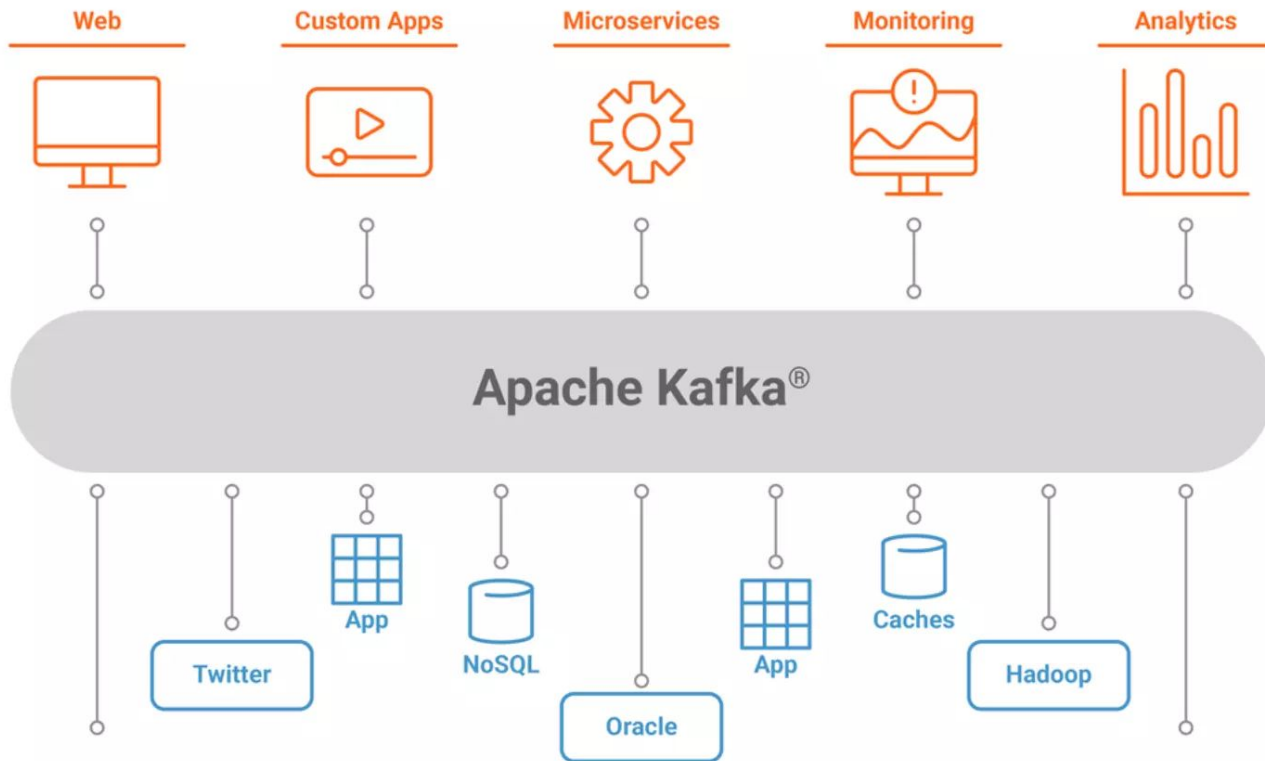 Web
Custom Apps
Microservices
Monitoring
Analytics
!
Apache Kafka®
App
Caches
NoSQL
App
Twitter
Hadoop
Oracle